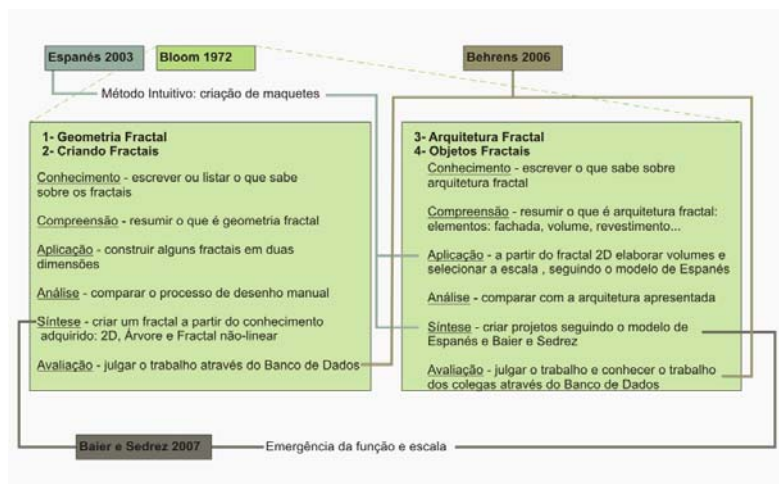 Espanés 2003
Bloom 1972
Behrens 2006
Método Intuitivo: criação de maquetes
1- Geometria Fractal
2- Criando Fractais
Conhecimento - escrever ou listar o que sabe
sobre os fractais
Compreensão - resumir o que é geometria fractal
Aplicação - construir alguns fractais em duas
dimensões
Análise - comparar o processo de desenho manual
Síntese - criar um fractal a partir do conhecimento
adquirido: 2D, Árvore e Fractal não-linear
Avaliação - julgar o trabalho através do Banco de Dados
3- Arquitetura Fractal
4- Objetos Fractais
Conhecimento - escrever o que sabe sobre
arquitetura fractal
Compreensão - resumir o que é arquitetura fractal:
elementos: fachada, volume, revestimento...
Aplicação - a partir do fractal 2D elaborar volumes e
selecionar a escala , seguindo o modelo de Espanés
Análise - comparar com a arquitetura apresentada
Síntese - criar projetos seguindo o modelo de
Espanés e Baier e Sedrez
Avaliação - julgar o trabalho e conhecer o trabalho
dos colegas através do Banco de Dados
Baier e Sedrez 2007
Emergência da função e escala